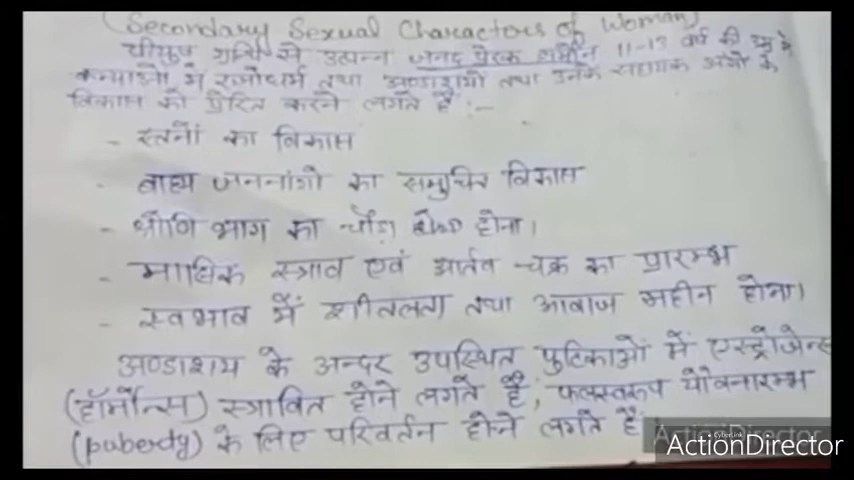 (Secondary Sexual Characters of Woman)
पीयूष ग्रन्थि से उत्पन्न जनद प्रेरक हार्मोन 11-13 वर्ष की
कन्याओं में रजोधर्म तथा अण्डाशयो तथा उनके सहायक अंगो के
विकास को प्रेरित करने लगते हैं :-
- स्तनों का विकास
- बाह्य जननांगो का समुचित विकास
- श्रोणि भाग का चौड़ा होना।
- मासिक स्त्राव एवं आर्तव चक्र का प्रारम्भ
- स्वभाव में शीतलता तथा आवाज महीन होना।
अण्डाशय के अन्दर उपस्थित पुटिकाओं में एस्ट्रोजेन्स
(हॉर्मोन्स) स्त्रावित होने लगते हैं, फलस्वरूप यौवनारम्भ
(puberdy) के लिए परिवर्तन होने लगते हैं
CyberLink
ActionDirector